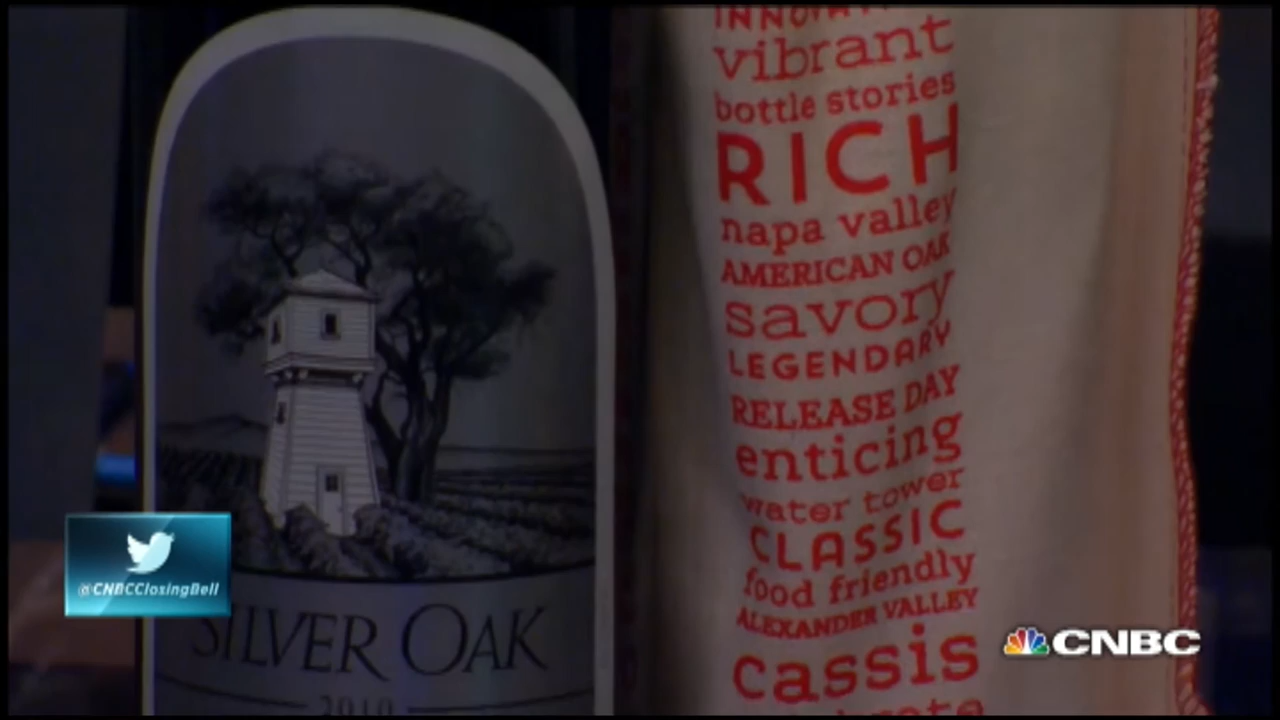 SILVER OAK
2010
vibrant
bottle stories
RICH
napa valley
AMERICAN OAK
savory
LEGENDARY
RELEASE DAY
enticing
water tower
CLASSIC
food friendly
ALEXANDER VALLEY
cassis
@CNBCClosingBell
CNBC